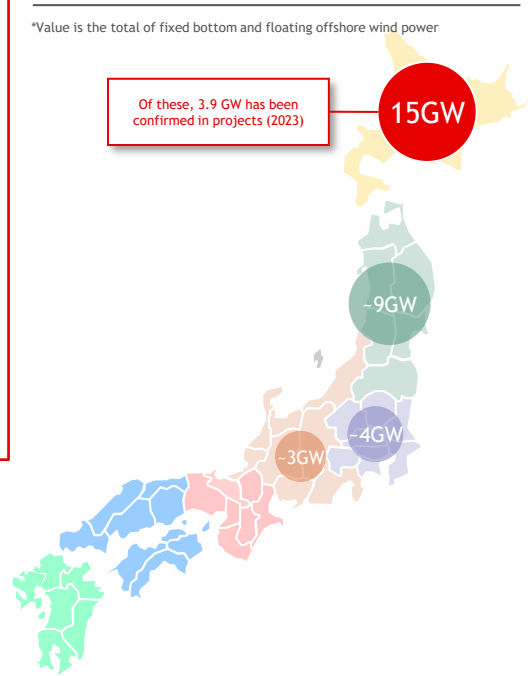 *Value is the total of fixed bottom and floating offshore wind power
Of these, 3.9 GW has been
confirmed in projects (2023)
15GW
~9GW
~4GW
~3GW